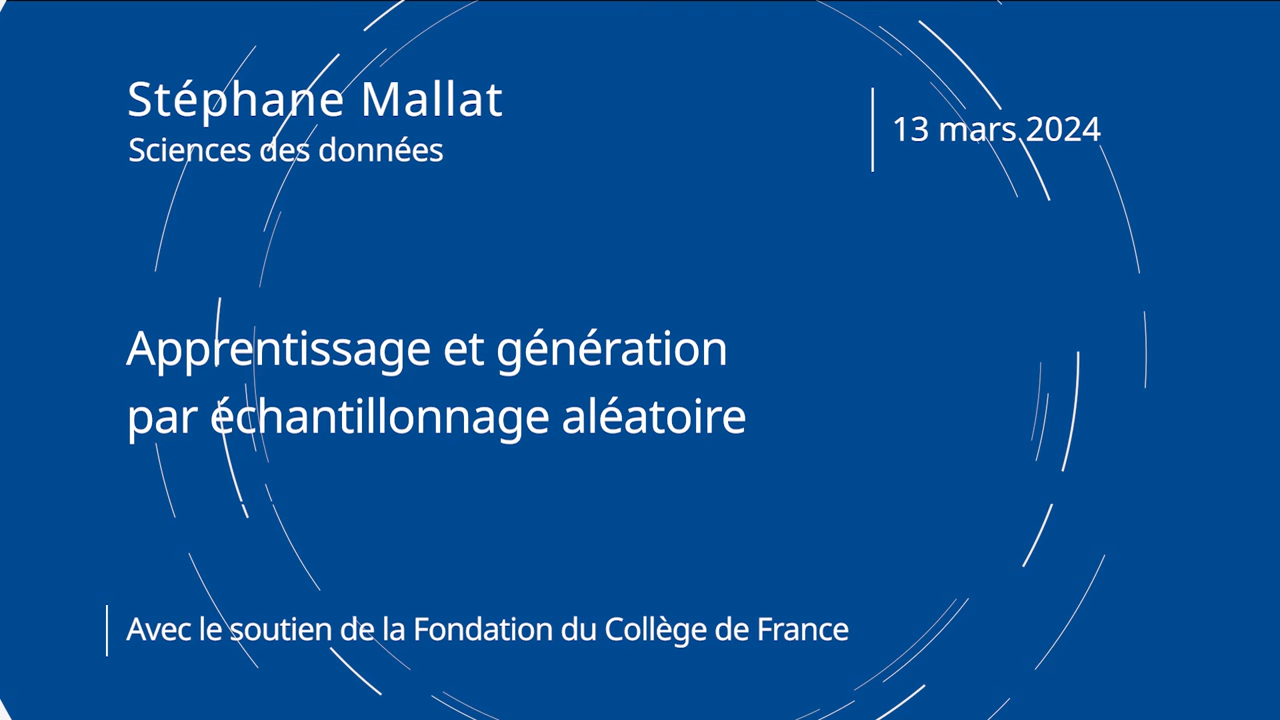 Stéphane Mallat
Sciences des données
13 mars 2024
Apprentissage et génération
par échantillonnage aléatoire
Avec le soutien de la Fondation du Collège de France